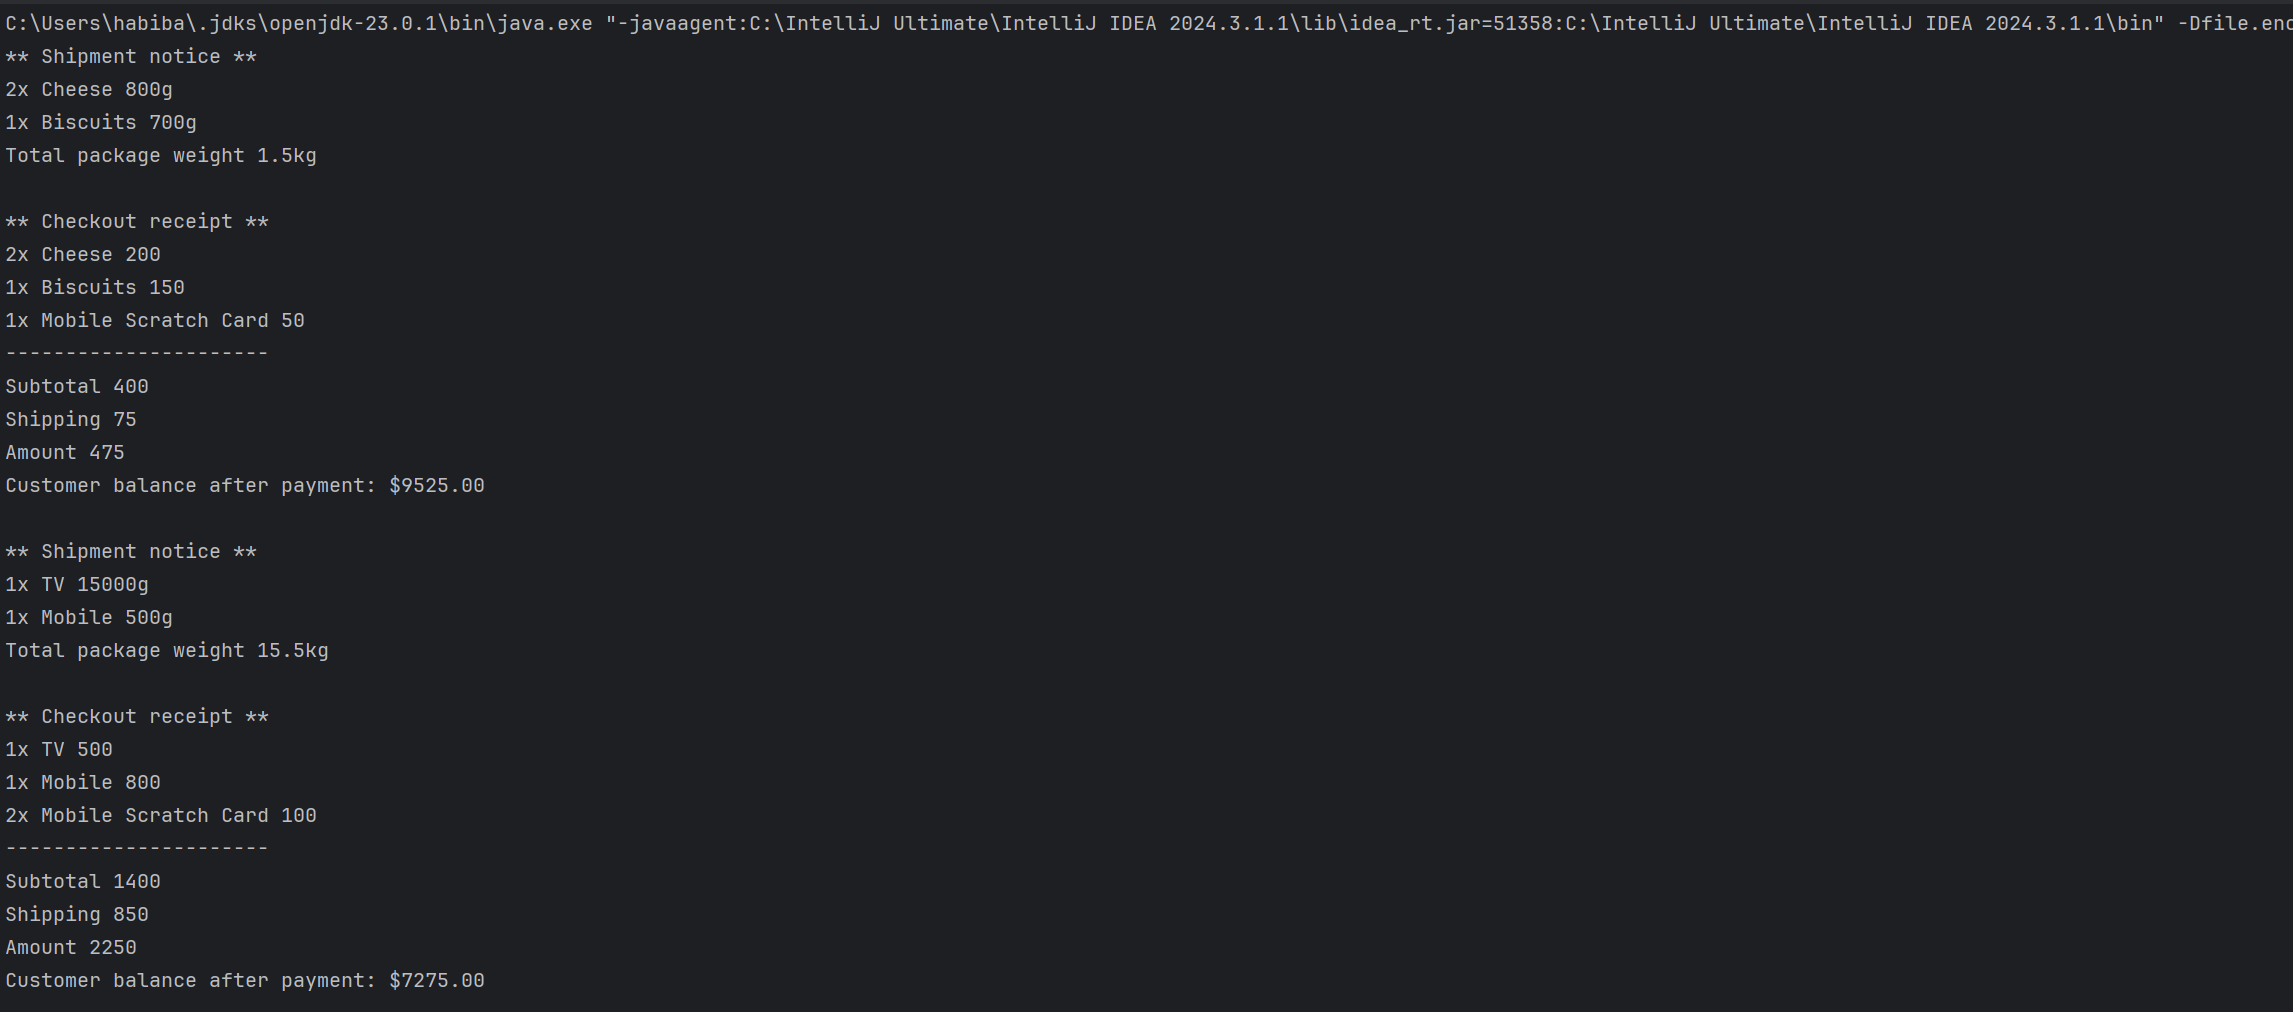 C:\Users\habiba\.jdks\openjdk-23.0.1\bin\java.exe "-javaagent:C:\IntelliJ Ultimate\IntelliJ IDEA 2024.3.1.1\lib\idea_rt.jar=51358:C:\IntelliJ Ultimate\IntelliJ IDEA 2024.3.1.1\bin" -Dfile.enc
** Shipment notice **
2x Cheese 800g
1x Biscuits 700g
Total package weight 1.5kg
** Checkout receipt **
2x Cheese 200
1x Biscuits 150
1x Mobile Scratch Card 50
----------------------
Subtotal 400
Shipping 75
Amount 475
Customer balance after payment: $9525.00
** Shipment notice **
1x TV 15000g
1x Mobile 500g
Total package weight 15.5kg
** Checkout receipt **
1x TV 500
1x Mobile 800
2x Mobile Scratch Card 100
----------------------
Subtotal 1400
Shipping 850
Amount 2250
Customer balance after payment: $7275.00